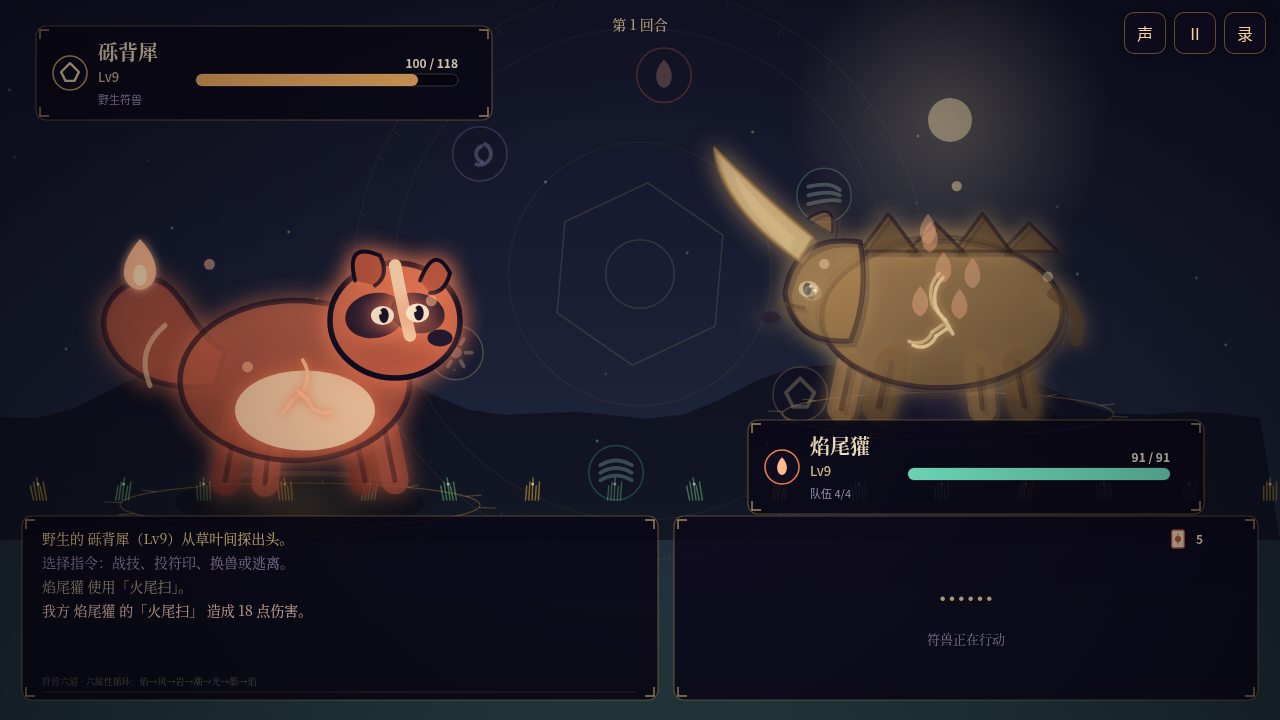 第 1 回合
声
II
录
砾背犀
Lv9
野生符兽
100 / 118
焰尾獾
Lv9
队伍 4/4
91 / 91
野生的 砾背犀（Lv9）从草叶间探出头。
选择指令：战技、投符印、换兽或逃离。
焰尾獾 使用「火尾扫」。
我方 焰尾獾 的「火尾扫」 造成 18 点伤害。
符兽六道 · 六属性循环：焰→风→岩→潮→光→影→焰
5
······
符兽正在行动